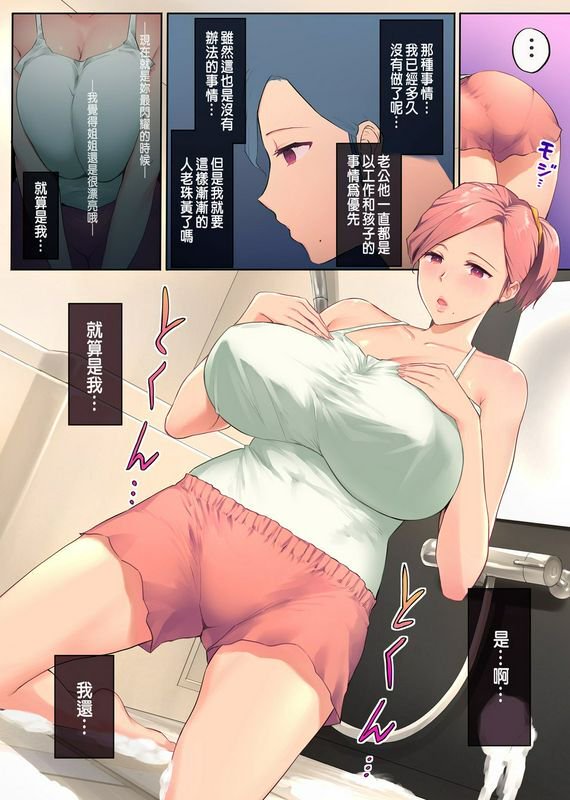 …
モジ…
那種事情…
我已經多久
沒有做了呢…
老公他一直都是
以工作和孩子的
事情為優先
雖然這也是沒有
辦法的事情…
但是我就要
這樣漸漸的
人老珠黃了嗎
—現在就是妳最閃耀的時候—
—我覺得姐姐還是很漂亮哦—
就算是我…
とくん…
就算是我…
とくん…
是…啊…
我還…